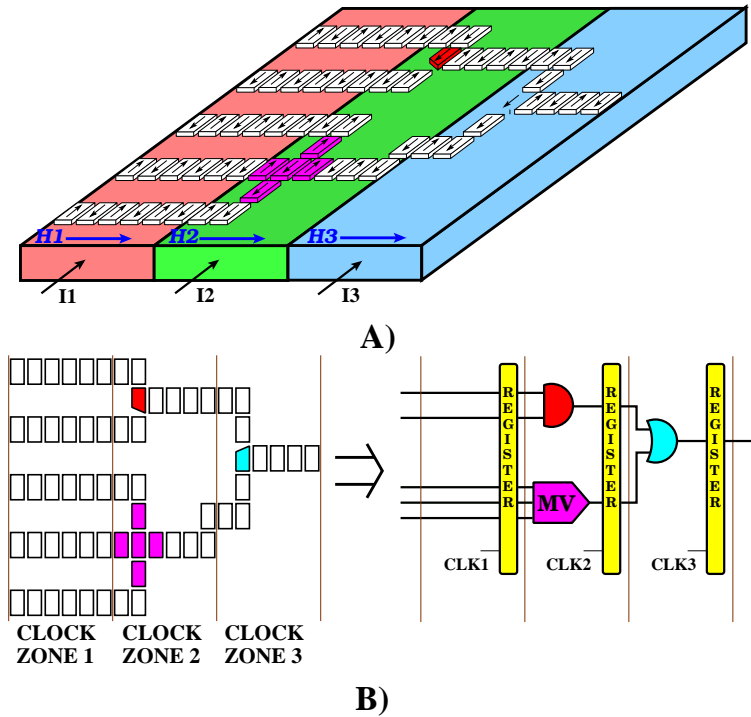 H1
H2
H3
I1
I2
I3
A)
REGISTER
REGISTER
REGISTER
MV
CLK1
CLK2
CLK3
CLOCK
ZONE 1
CLOCK
ZONE 2
CLOCK
ZONE 3
B)